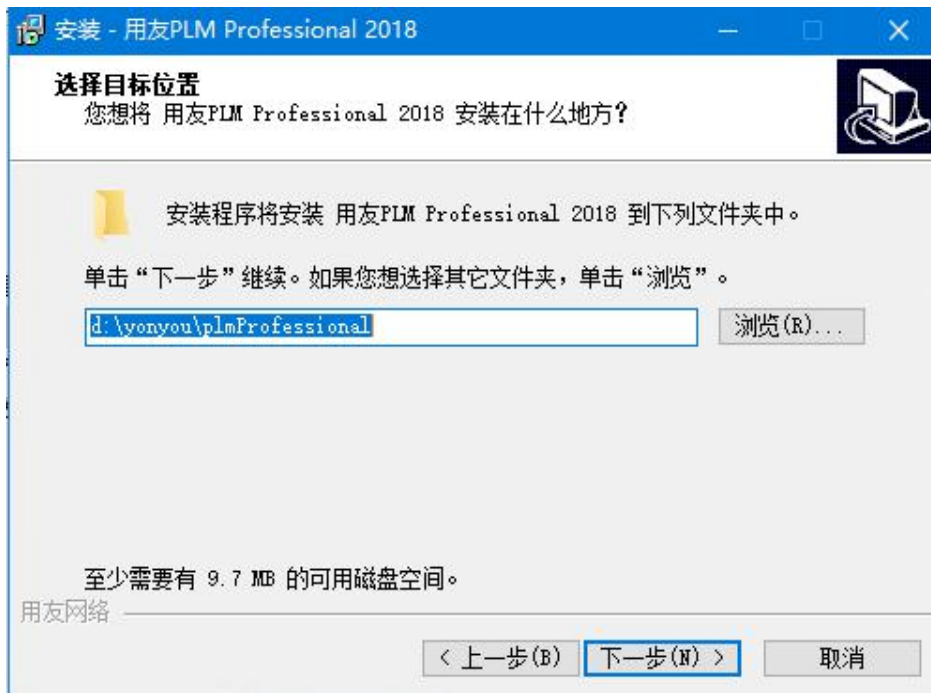 安装 - 用友PLM Professional 2018
选择目标位置
您想将 用友PLM Professional 2018 安装在什么地方?
安装程序将安装 用友PLM Professional 2018 到下列文件夹中。
单击“下一步”继续。如果您想选择其它文件夹，单击“浏览”。
d:\yonyou\plmProfessional
浏览(R)...
至少需要有 9.7 MB 的可用磁盘空间。
用友网络
< 上一步(B)
下一步(N) >
取消